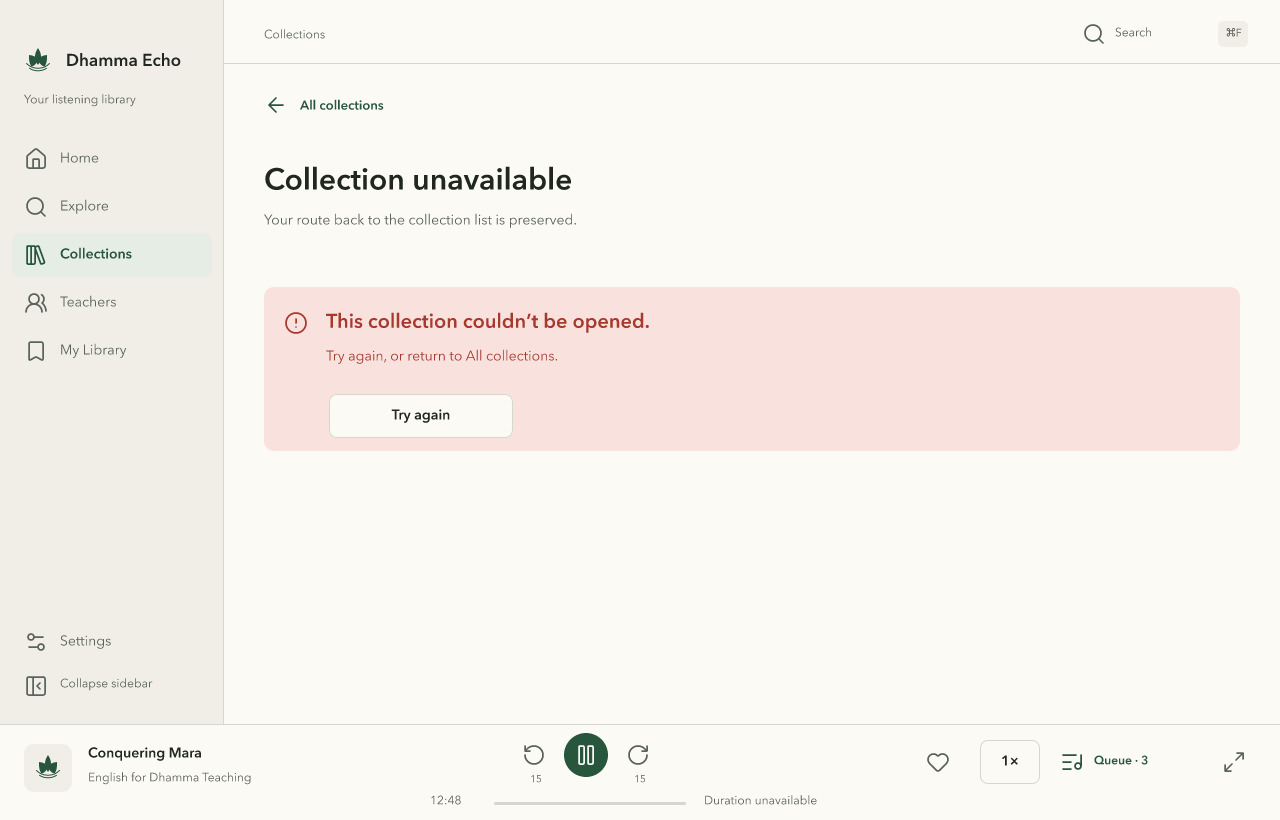 Dhamma Echo
Your listening library
Home
Explore
Collections
Teachers
My Library
Settings
Collapse sidebar
Collections
Search
⌘F
All collections
Collection unavailable
Your route back to the collection list is preserved.
This collection couldn’t be opened.
Try again, or return to All collections.
Try again
Conquering Mara
English for Dhamma Teaching
15
15
12:48
Duration unavailable
1×
Queue · 3